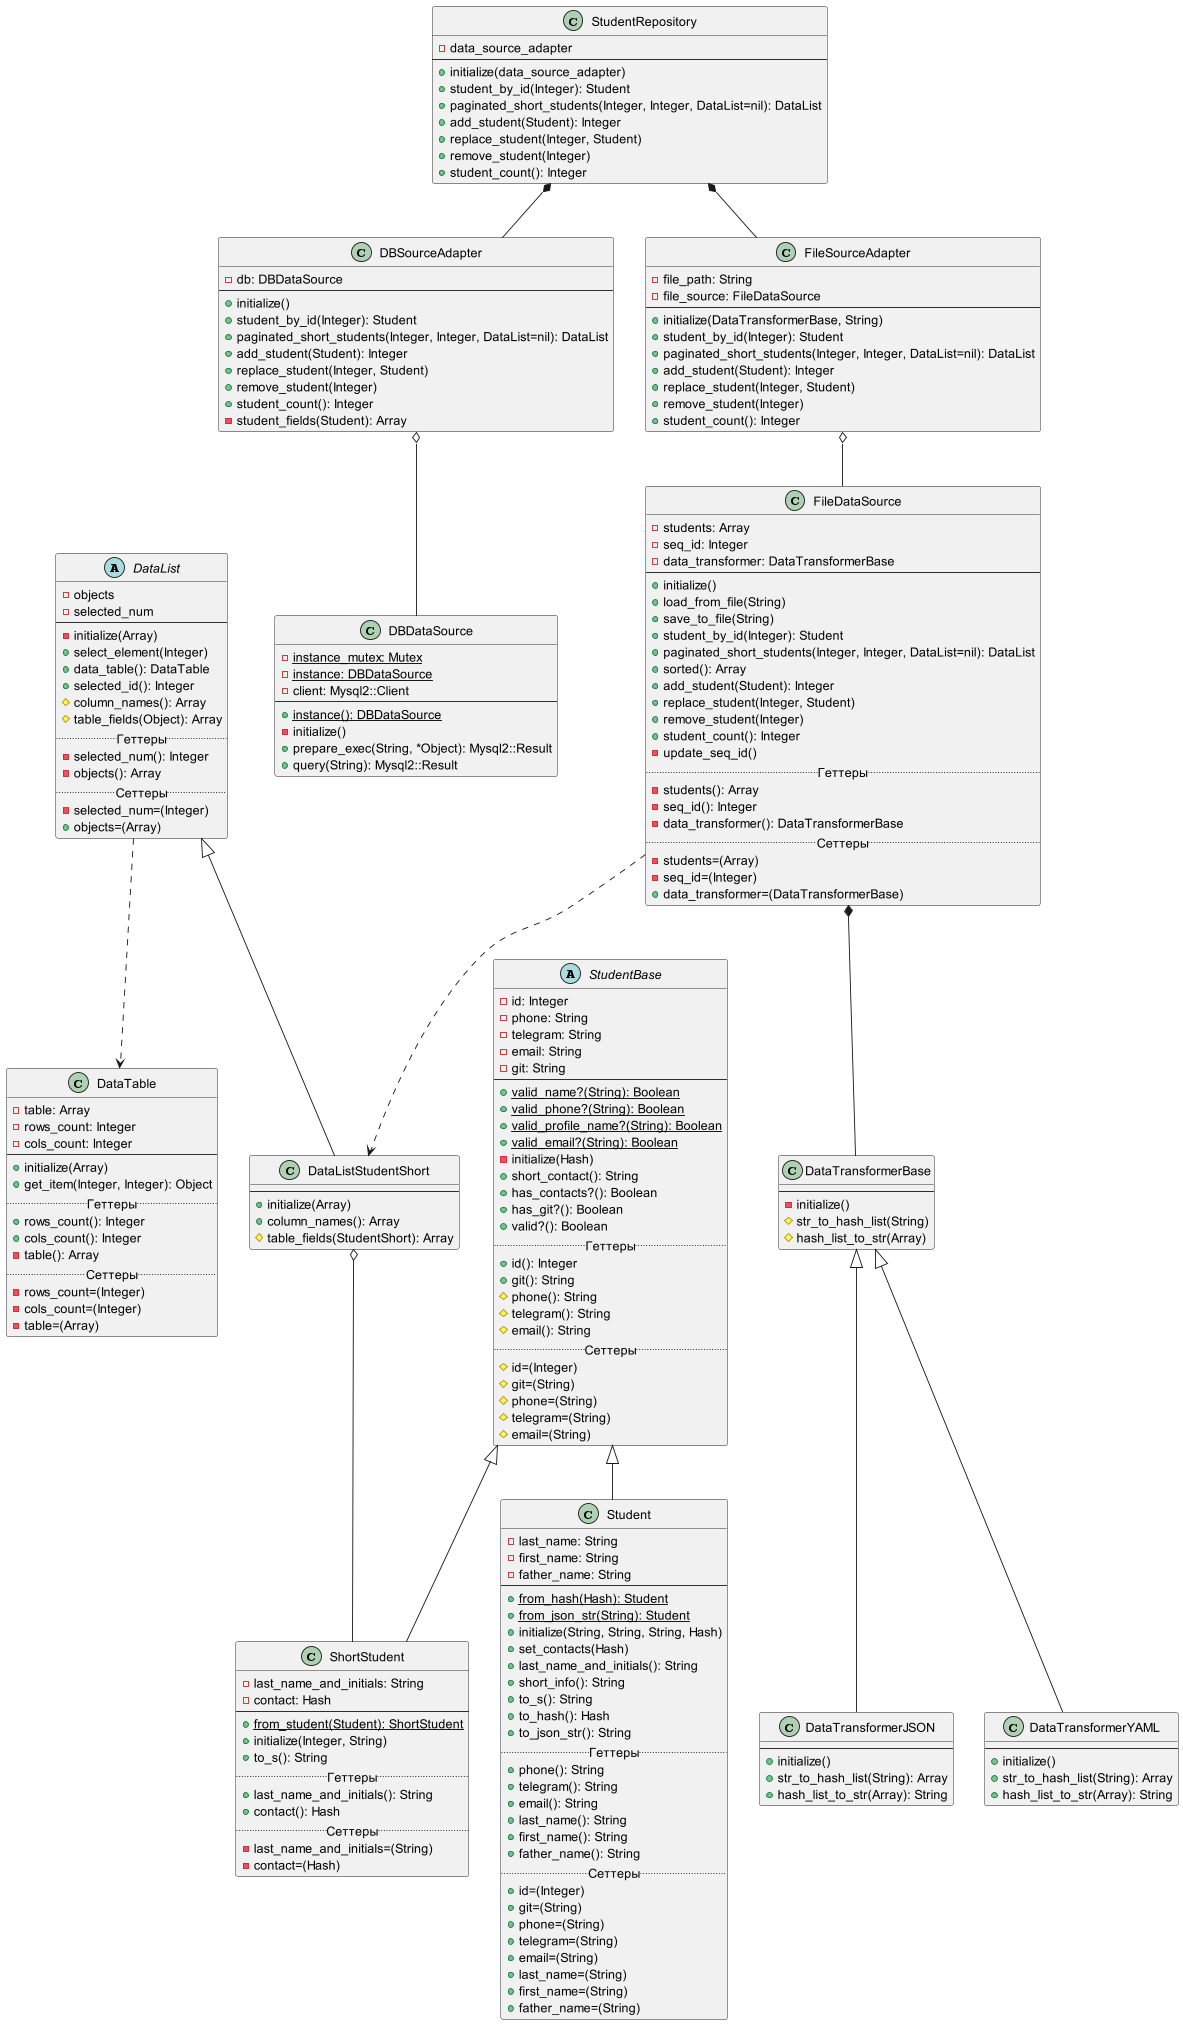 C StudentRepository
data_source_adapter
initialize(data_source_adapter)
student_by_id(Integer): Student
paginated_short_students(Integer, Integer, DataList=nil): DataList
add_student(Student): Integer
replace_student(Integer, Student)
remove_student(Integer)
student_count(): Integer
C DBSourceAdapter
db: DBDataSource
initialize()
student_by_id(Integer): Student
paginated_short_students(Integer, Integer, DataList=nil): DataList
add_student(Student): Integer
replace_student(Integer, Student)
remove_student(Integer)
student_count(): Integer
student_fields(Student): Array
C FileSourceAdapter
file_path: String
file_source: FileDataSource
initialize(DataTransformerBase, String)
student_by_id(Integer): Student
paginated_short_students(Integer, Integer, DataList=nil): DataList
add_student(Student): Integer
replace_student(Integer, Student)
remove_student(Integer)
student_count(): Integer
C FileDataSource
students: Array
seq_id: Integer
data_transformer: DataTransformerBase
initialize()
load_from_file(String)
save_to_file(String)
student_by_id(Integer): Student
paginated_short_students(Integer, Integer, DataList=nil): DataList
sorted(): Array
add_student(Student): Integer
replace_student(Integer, Student)
remove_student(Integer)
student_count(): Integer
update_seq_id()
Геттеры
students(): Array
seq_id(): Integer
data_transformer(): DataTransformerBase
Сеттеры
students=(Array)
seq_id=(Integer)
data_transformer=(DataTransformerBase)
A DataList
objects
selected_num
initialize(Array)
select_element(Integer)
data_table(): DataTable
selected_id(): Integer
column_names(): Array
table_fields(Object): Array
Геттеры
selected_num(): Integer
objects(): Array
Сеттеры
selected_num=(Integer)
objects=(Array)
C DBDataSource
instance_mutex: Mutex
instance: DBDataSource
client: Mysql2::Client
instance(): DBDataSource
initialize()
prepare_exec(String, *Object): Mysql2::Result
query(String): Mysql2::Result
A StudentBase
id: Integer
phone: String
telegram: String
email: String
git: String
valid_name?(String): Boolean
valid_phone?(String): Boolean
valid_profile_name?(String): Boolean
valid_email?(String): Boolean
initialize(Hash)
short_contact(): String
has_contacts?(): Boolean
has_git?(): Boolean
valid?(): Boolean
Геттеры
id(): Integer
git(): String
phone(): String
telegram(): String
email(): String
Сеттеры
id=(Integer)
git=(String)
phone=(String)
telegram=(String)
email=(String)
C DataTable
table: Array
rows_count: Integer
cols_count: Integer
initialize(Array)
get_item(Integer, Integer): Object
Геттеры
rows_count(): Integer
cols_count(): Integer
table(): Array
Сеттеры
rows_count=(Integer)
cols_count=(Integer)
table=(Array)
C DataListStudentShort
initialize(Array)
column_names(): Array
table_fields(StudentShort): Array
C DataTransformerBase
initialize()
str_to_hash_list(String)
hash_list_to_str(Array)
C Student
last_name: String
first_name: String
father_name: String
from_hash(Hash): Student
from_json_str(String): Student
initialize(String, String, String, Hash)
set_contacts(Hash)
last_name_and_initials(): String
short_info(): String
to_s(): String
to_hash(): Hash
to_json_str(): String
Геттеры
phone(): String
telegram(): String
email(): String
last_name(): String
first_name(): String
father_name(): String
Сеттеры
id=(Integer)
git=(String)
phone=(String)
telegram=(String)
email=(String)
last_name=(String)
first_name=(String)
father_name=(String)
C ShortStudent
last_name_and_initials: String
contact: Hash
from_student(Student): ShortStudent
initialize(Integer, String)
to_s(): String
Геттеры
last_name_and_initials(): String
contact(): Hash
Сеттеры
last_name_and_initials=(String)
contact=(Hash)
C DataTransformerJSON
initialize()
str_to_hash_list(String): Array
hash_list_to_str(Array): String
C DataTransformerYAML
initialize()
str_to_hash_list(String): Array
hash_list_to_str(Array): String